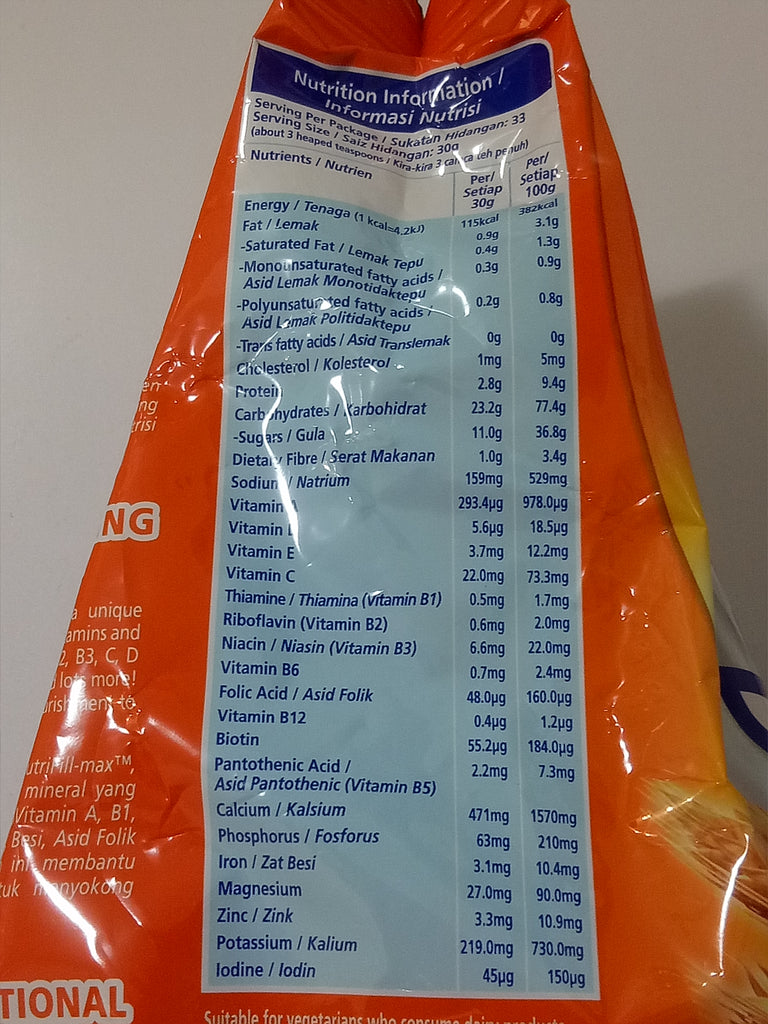 Nutrition Information /
Informasi Nutrisi
Serving Per Package / Sukatan Hidangan: 33
Serving Size / Saiz Hidangan: 30g
(about 3 heaped teaspoons / Kira-kira 3 camca teh penuh)
Nutrients / Nutrien
Per/ Setiap 30g
Per/ Setiap 100g
Energy / Tenaga (1 kcal=4.2kJ) 115kcal 382kcal
Fat / Lemak 0.9g 3.1g
-Saturated Fat / Lemak Tepu 0.4g 1.3g
-Monounsaturated fatty acids / 0.3g 0.9g
Asid Lemak Monotidaktepu
-Polyunsaturated fatty acids / 0.2g 0.8g
Asid Lemak Politidaktepu
-Trans fatty acids / Asid Translemak 0g 0g
Cholesterol / Kolesterol 1mg 5mg
Protein 2.8g 9.4g
Carbohydrates / Karbohidrat 23.2g 77.4g
-Sugars / Gula 11.0g 36.8g
Dietary Fibre / Serat Makanan 1.0g 3.4g
Sodium / Natrium 159mg 529mg
Vitamin A 293.4µg 978.0µg
Vitamin 5.6µg 18.5µg
Vitamin E 3.7mg 12.2mg
Vitamin C 22.0mg 73.3mg
Thiamine / Thiamina (Vitamin B1) 0.5mg 1.7mg
Riboflavin (Vitamin B2) 0.6mg 2.0mg
Niacin / Niasin (Vitamin B3) 6.6mg 22.0mg
Vitamin B6 0.7mg 2.4mg
Folic Acid / Asid Folik 48.0µg 160.0µg
Vitamin B12 0.4µg 1.2µg
Biotin 55.2µg 184.0µg
Pantothenic Acid / 2.2mg 7.3mg
Asid Pantothenic (Vitamin B5)
Calcium / Kalsium 471mg 1570mg
Phosphorus / Fosforus 63mg 210mg
Iron / Zat Besi 3.1mg 10.4mg
Magnesium 27.0mg 90.0mg
Zinc / Zink 3.3mg 10.9mg
Potassium / Kalium 219.0mg 730.0mg
Iodine / Iodin 45µg 150µg
Suitable for vegetarians who consume dairy products
NG
a unique
amins and
2, B3, C, D
lots more!
to
utriFill-max™,
mineral yang
Vitamin A, B1,
Besi, Asid Folik
ini membantu
uk menyokong
TIONAL